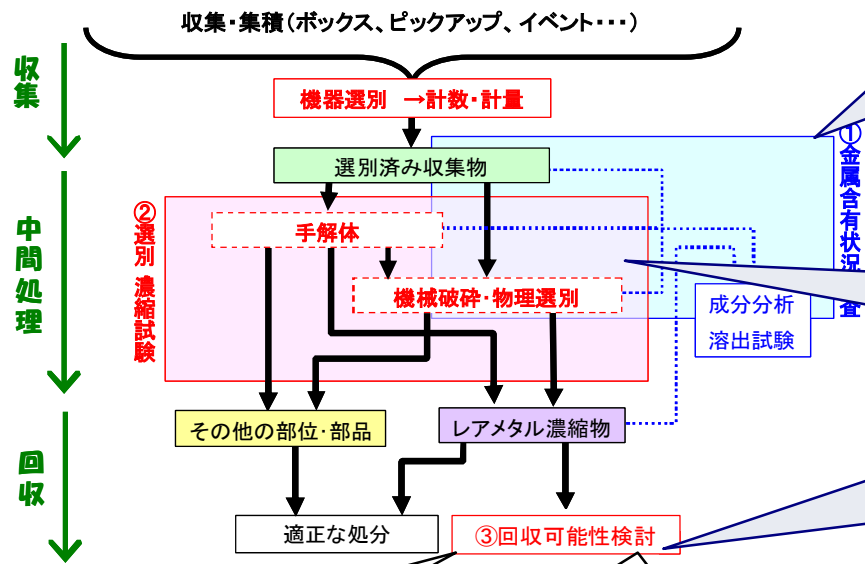 収集・集積(ボックス、ピックアップ、イベント・・・)
収集
機器選別 →計数・計量
選別済み収集物
①金属含有状況
査
②選別 濃縮試験
手解体
中間処理
機械破砕・物理選別
成分分析
溶出試験
その他の部位・部品
レアメタル濃縮物
回収
適正な処分
③回収可能性検討